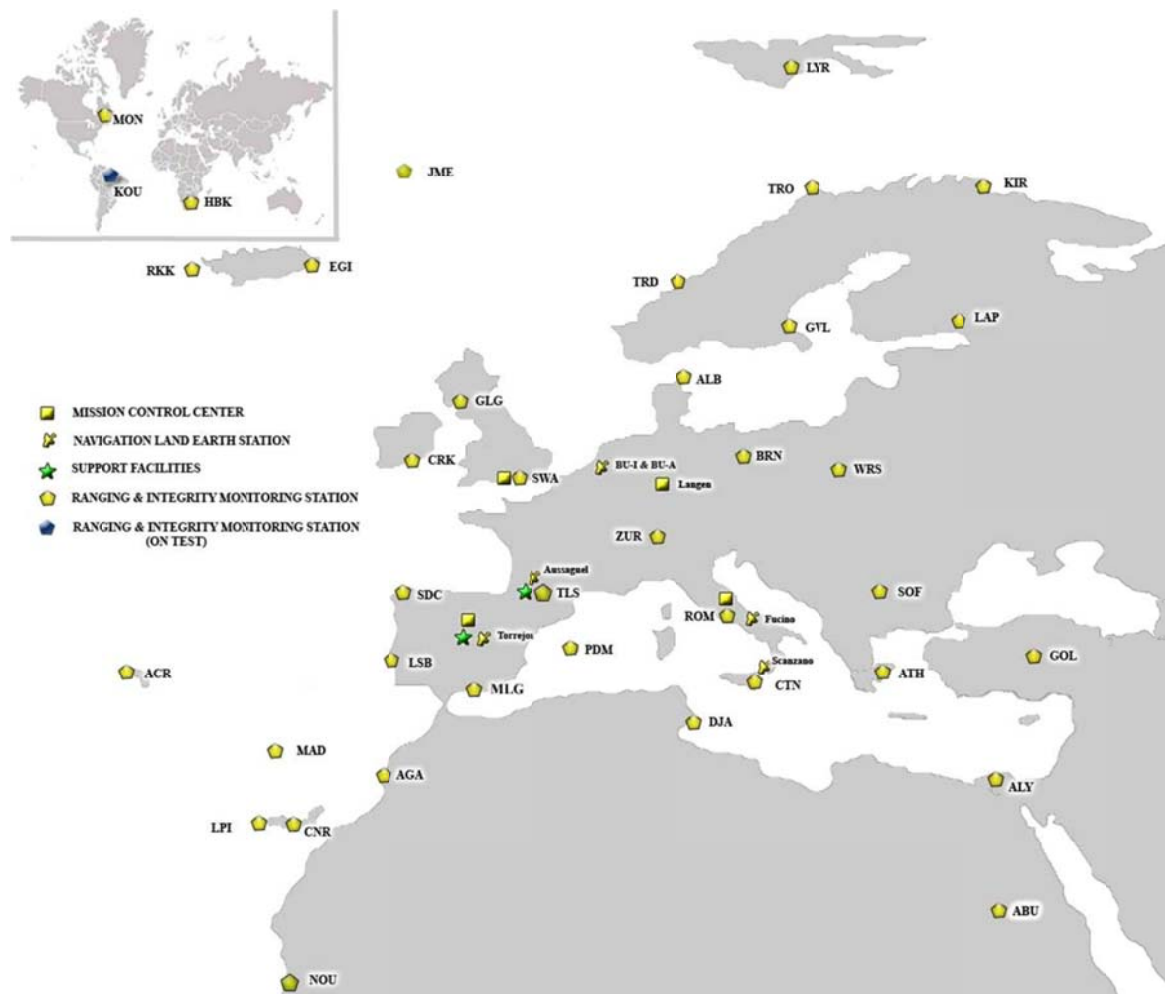 LYR
MON
KOU
HBK
JME
TRO
KIR
RKK
EGI
TRD
GVL
LAP
ALB
GLG
MISSION CONTROL CENTER
NAVIGATION LAND EARTH STATION
SUPPORT FACILITIES
RANGING & INTEGRITY MONITORING STATION
RANGING & INTEGRITY MONITORING STATION
(ON TEST)
CRK
SWA
BU-I & BU-A
BRN
WRS
Langen
ZUR
Aussaguel
SDC
TLS
SOF
ROM
Fucino
Torrejos
LSB
PDM
GOL
Scanzano
ACR
MLG
CTN
ATH
DJA
MAD
AGA
ALY
LPI
CNR
ABU
NOU